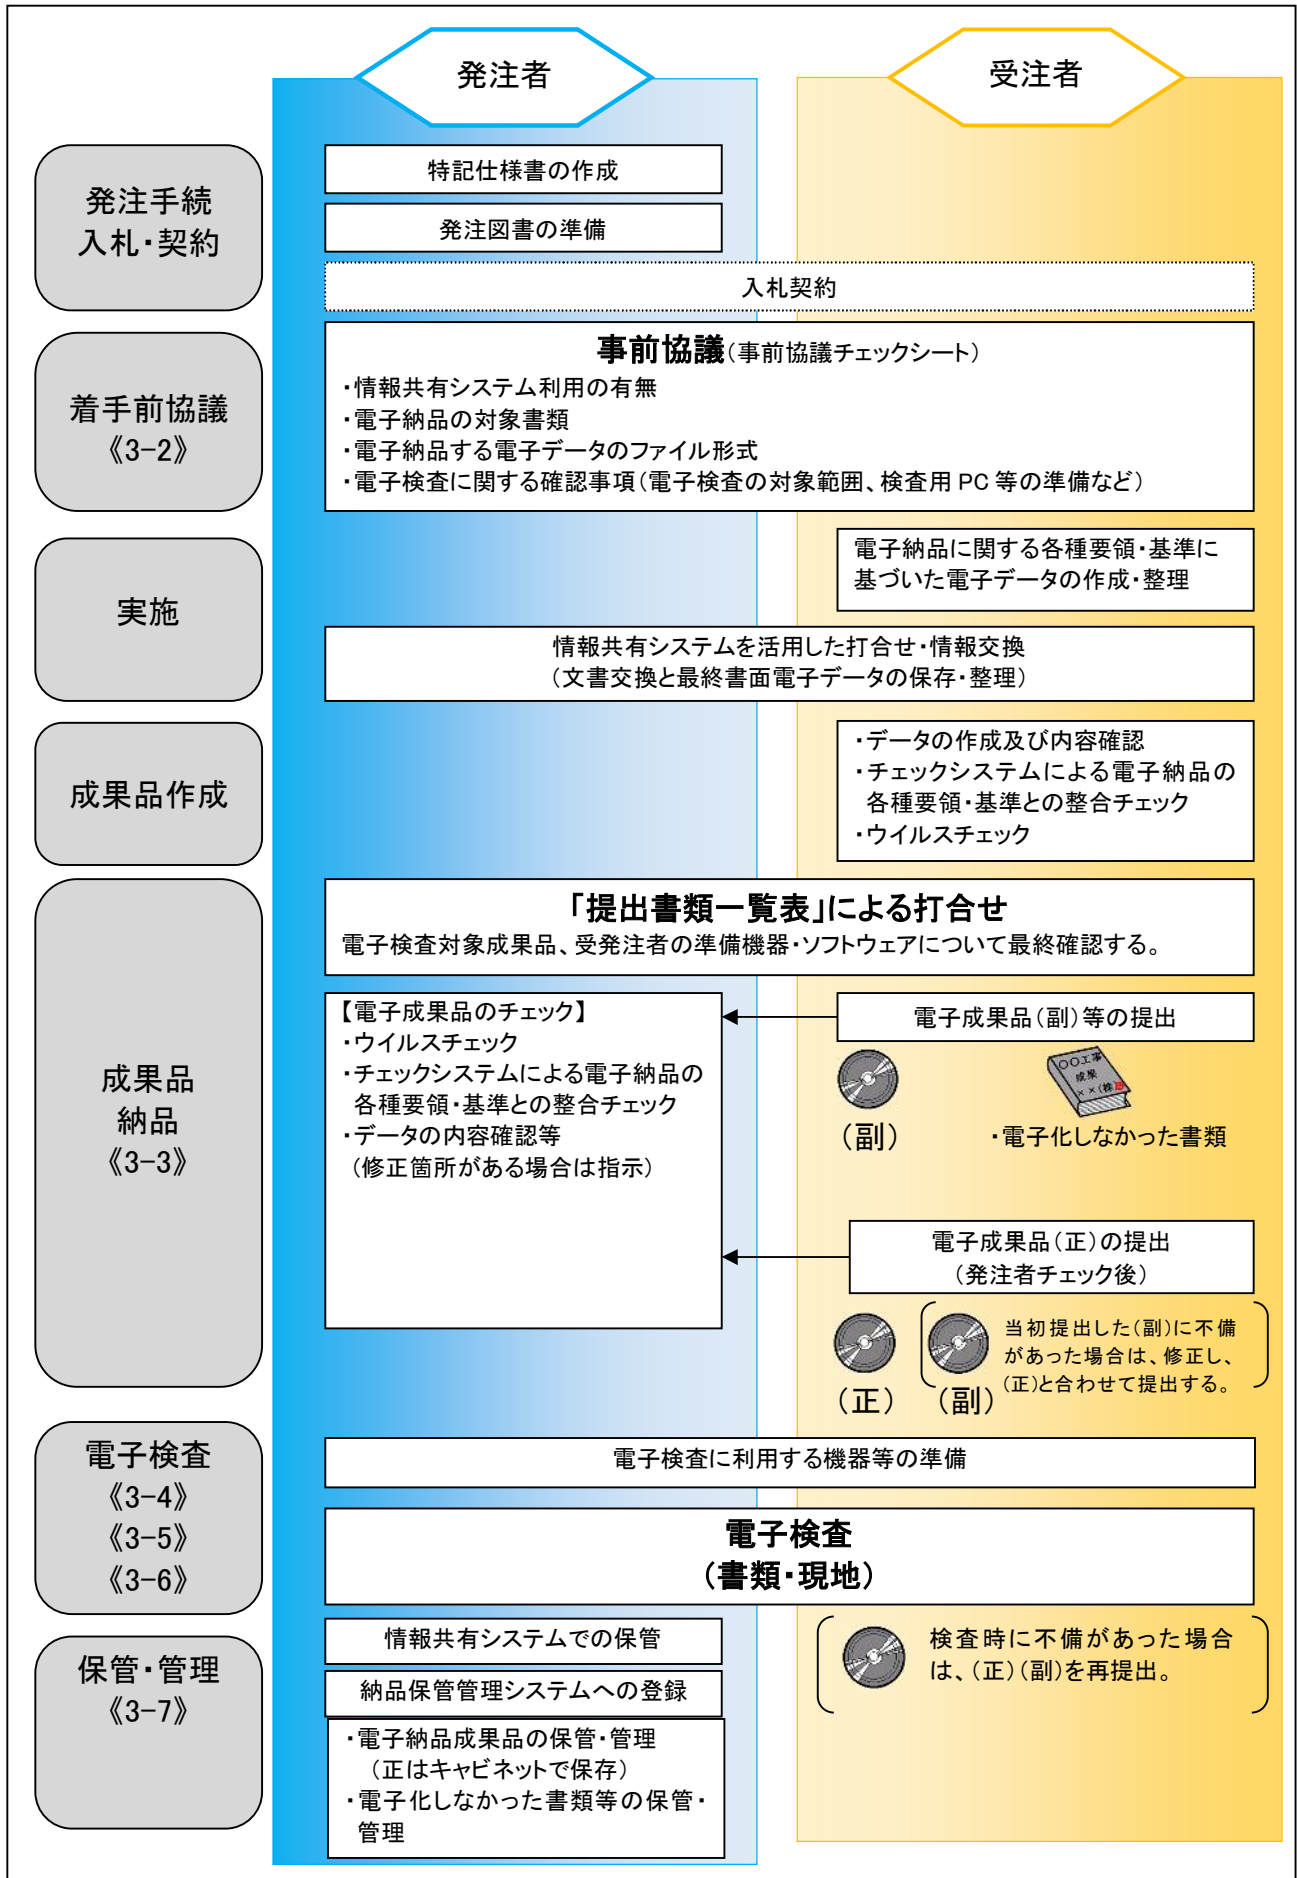 発注者
受注者
発注手続
入札・契約
特記仕様書の作成
発注図書の準備
入札契約
着手前協議
《3-2》
事前協議（事前協議チェックシート）
・情報共有システム利用の有無
・電子納品の対象書類
・電子納品する電子データのファイル形式
・電子検査に関する確認事項（電子検査の対象範囲、検査用 PC 等の準備など）
実施
電子納品に関する各種要領・基準に
基づいた電子データの作成・整理
情報共有システムを活用した打合せ・情報交換
（文書交換と最終書面電子データの保存・整理）
成果品作成
・データの作成及び内容確認
・チェックシステムによる電子納品の
各種要領・基準との整合チェック
・ウイルスチェック
成果品
納品
《3-3》
「提出書類一覧表」による打合せ
電子検査対象成果品、受発注者の準備機器・ソフトウェアについて最終確認する。
【電子成果品のチェック】
・ウイルスチェック
・チェックシステムによる電子納品の
各種要領・基準との整合チェック
・データの内容確認等
（修正箇所がある場合は指示）
電子成果品（副）等の提出
〇〇工事
成果
××(株)
（副）
・電子化しなかった書類
電子成果品（正）の提出
（発注者チェック後）
当初提出した（副）に不備
があった場合は、修正し、
（正）と合わせて提出する。
（正）
（副）
電子検査
《3-4》
《3-5》
《3-6》
電子検査に利用する機器等の準備
電子検査
（書類・現地）
保管・管理
《3-7》
情報共有システムでの保管
納品保管管理システムへの登録
・電子納品成果品の保管・管理
（正はキャビネットで保存）
・電子化しなかった書類等の保管・
管理
検査時に不備があった場合
は、（正）（副）を再提出。